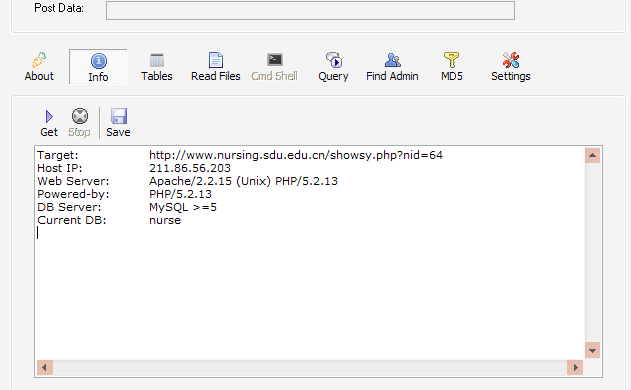 Post Data:
About Info Tables Read Files Cmd Shell Query Find Admin MD5 Settings
Get Stop Save
Target: http://www.nursing.sdu.edu.cn/showsy.php?nid=64
Host IP: 211.86.56.203
Web Server: Apache/2.2.15 (Unix) PHP/5.2.13
Powered-by: PHP/5.2.13
DB Server: MySQL >=5
Current DB: nurse